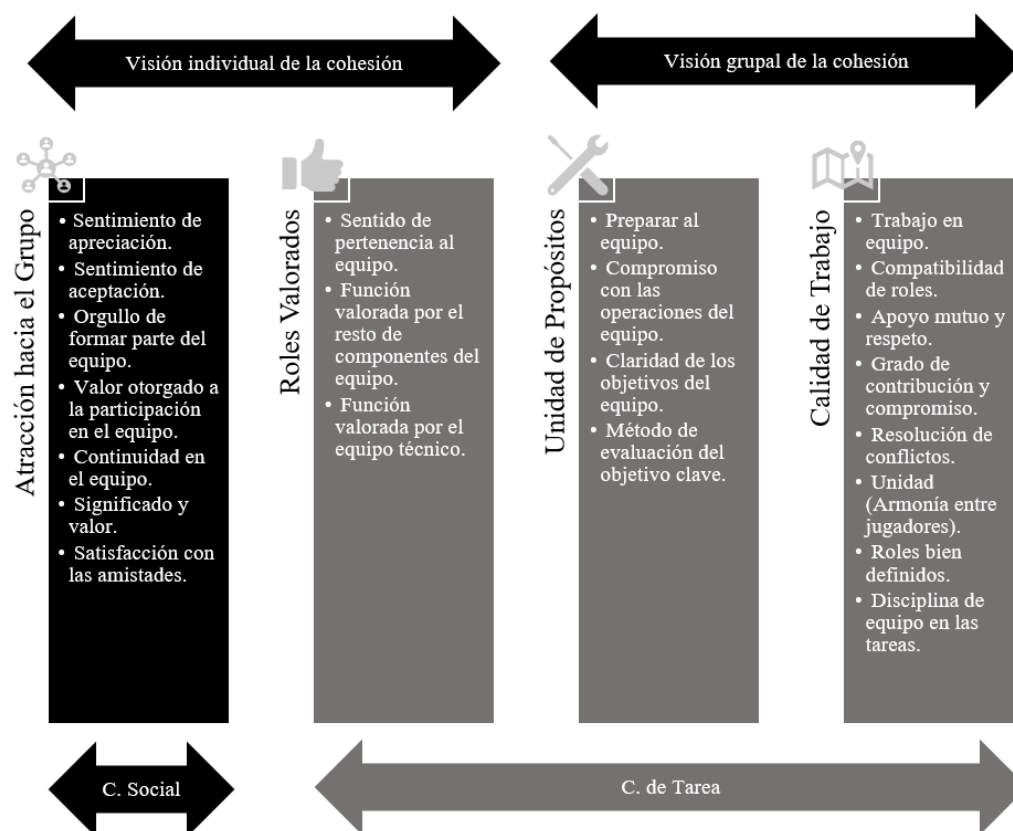 Visión individual de la cohesión
Visión grupal de la cohesión
Atracción hacia el Grupo
• Sentimiento de
apreciación.
• Sentimiento de
aceptación.
• Orgullo de
formar parte del
equipo.
• Valor otorgado a
la participación
en el equipo.
• Continuidad en
el equipo.
• Significado y
valor.
• Satisfacción con
las amistades.
Roles Valorados
• Sentido de
pertenencia al
equipo.
• Función
valorada por el
resto de
componentes del
equipo.
• Función
valorada por el
equipo técnico.
Unidad de Propósitos
• Preparar al
equipo.
• Compromiso
con las
operaciones del
equipo.
• Claridad de los
objetivos del
equipo.
• Método de
evaluación del
objetivo clave.
Calidad de Trabajo
• Trabajo en
equipo.
• Compatibilidad
de roles.
• Apoyo mutuo y
respeto.
• Grado de
contribución y
compromiso.
• Resolución de
conflictos.
• Unidad
(Armonía entre
jugadores).
• Roles bien
definidos.
• Disciplina de
equipo en las
tareas.
C. Social
C. de Tarea